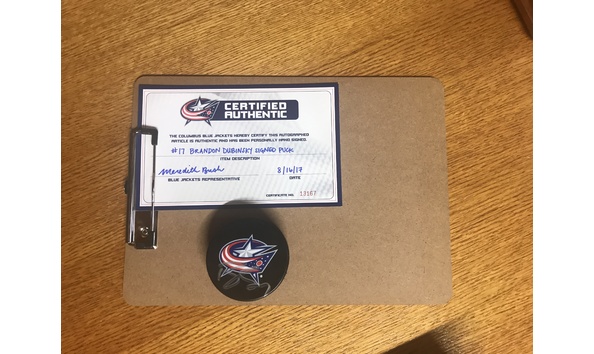 CERTIFIED
AUTHENTIC
THE COLUMBUS BLUE JACKETS HEREBY CERTIFY THIS AUTOGRAPHED
ARTICLE IS AUTHENTIC AND HAS BEEN PERSONALLY HAND SIGNED
#17 BRANDON DUBINSKY SIGNED PUCK
ITEM DESCRIPTION
Meredith Bush 8/16/17
BLUE JACKETS REPRESENTATIVE DATE
CERTIFICATE NO. 13167